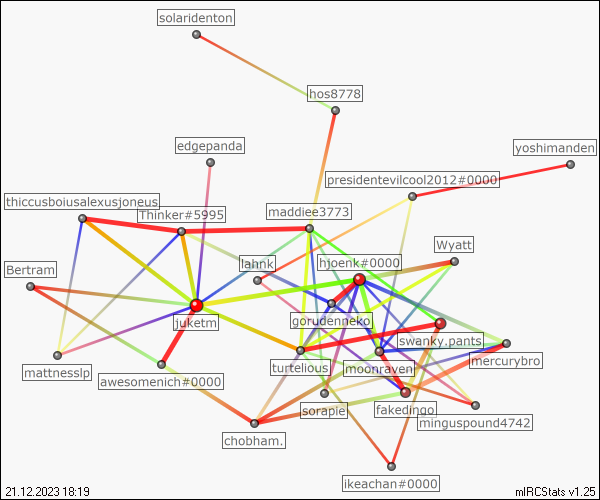 solaridenton
hos8778
edgepanda
yoshimanden
presidentevilcool2012#0000
thiccusboiusalexusjoneus
Thinker#5995
maddiee3773
Wyatt
Bertram
lahnk
hjoenk#0000
gorudenneko
juketm
swanky.pants.
mercurybro
mattnesslp
turtelious
moonraven
awesomenich#0000
sorapie
fakedingo
minguspound4742
chobham.
ikeachan#0000
21.12.2023 18:19
mIRCStats v1.25